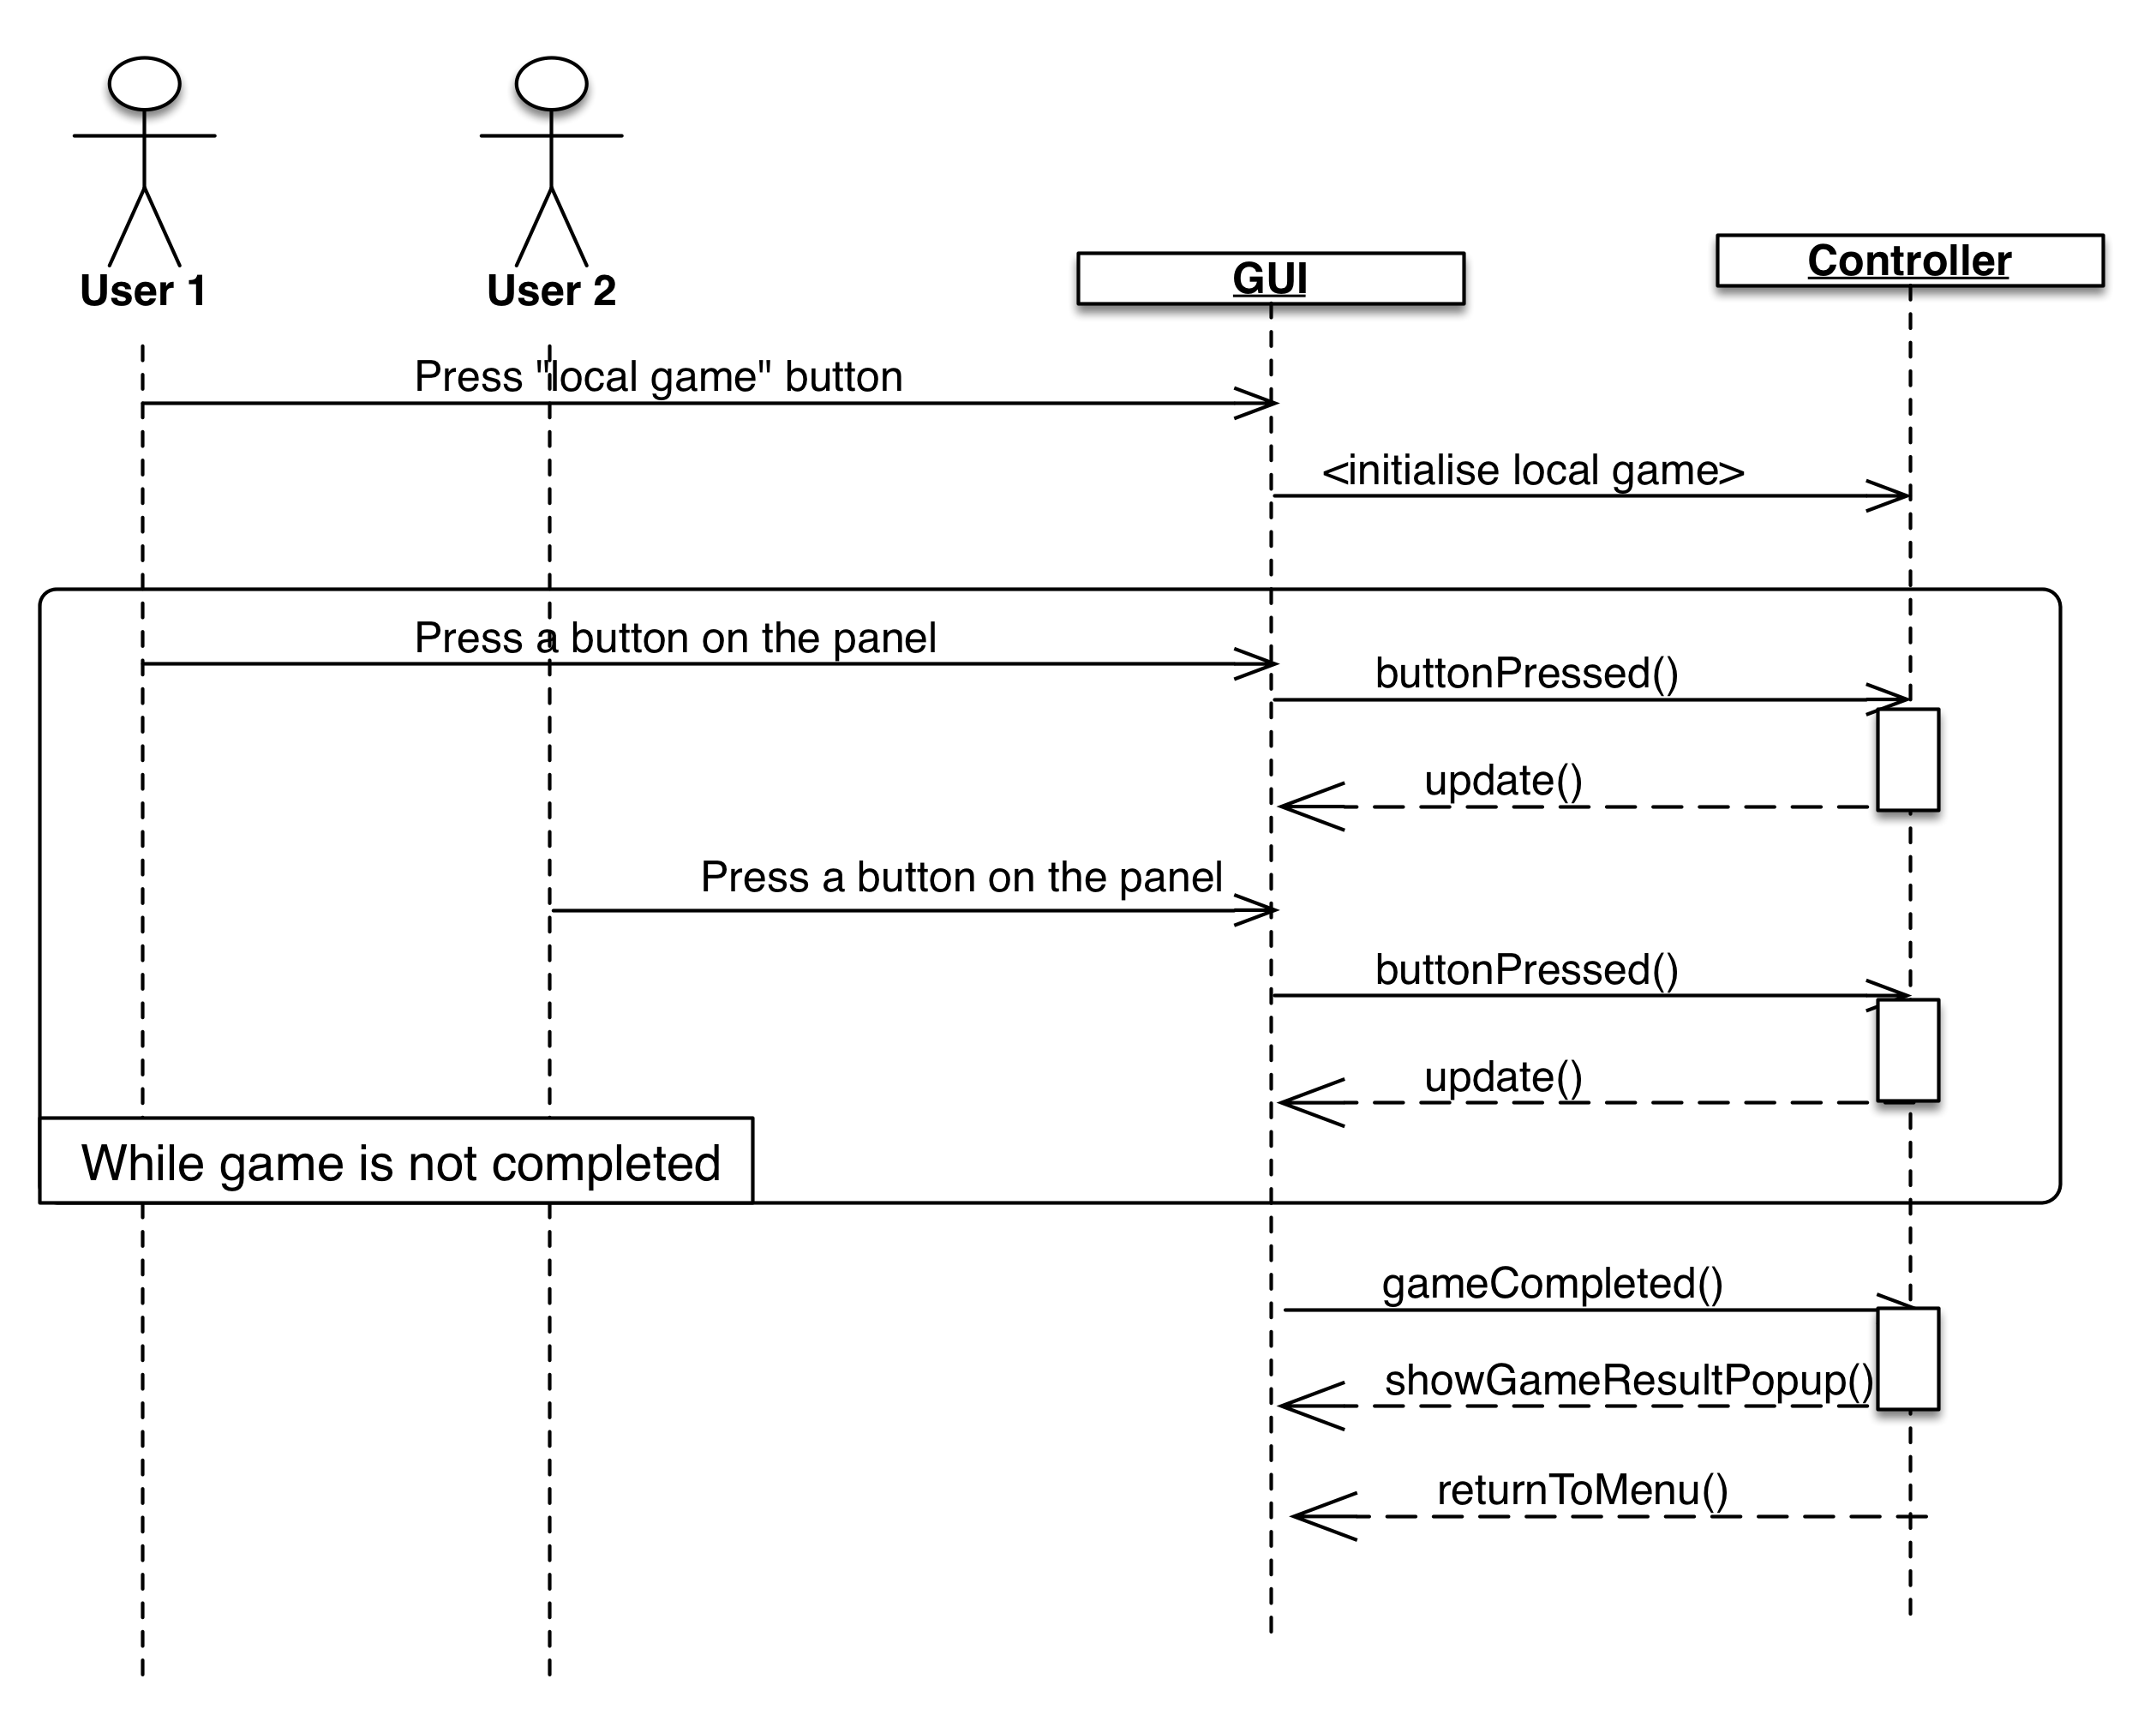 User 1
User 2
GUI
Controller
Press "local game" button
<initialise local game>
Press a button on the panel
buttonPressed()
update()
Press a button on the panel
buttonPressed()
update()
While game is not completed
gameCompleted()
showGameResultPopup()
returnToMenu()